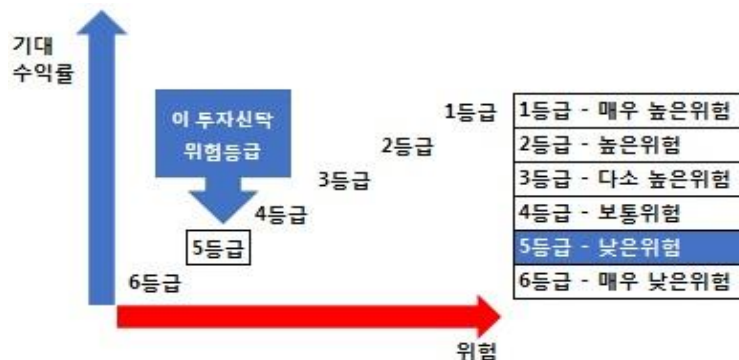 기대
수익률
이 투자신탁
위험등급
1등급
2등급
3등급
4등급
5등급
6등급
위험
1등급 - 매우 높은위험
2등급 - 높은위험
3등급 - 다소 높은위험
4등급 - 보통위험
5등급 - 낮은위험
6등급 - 매우 낮은위험